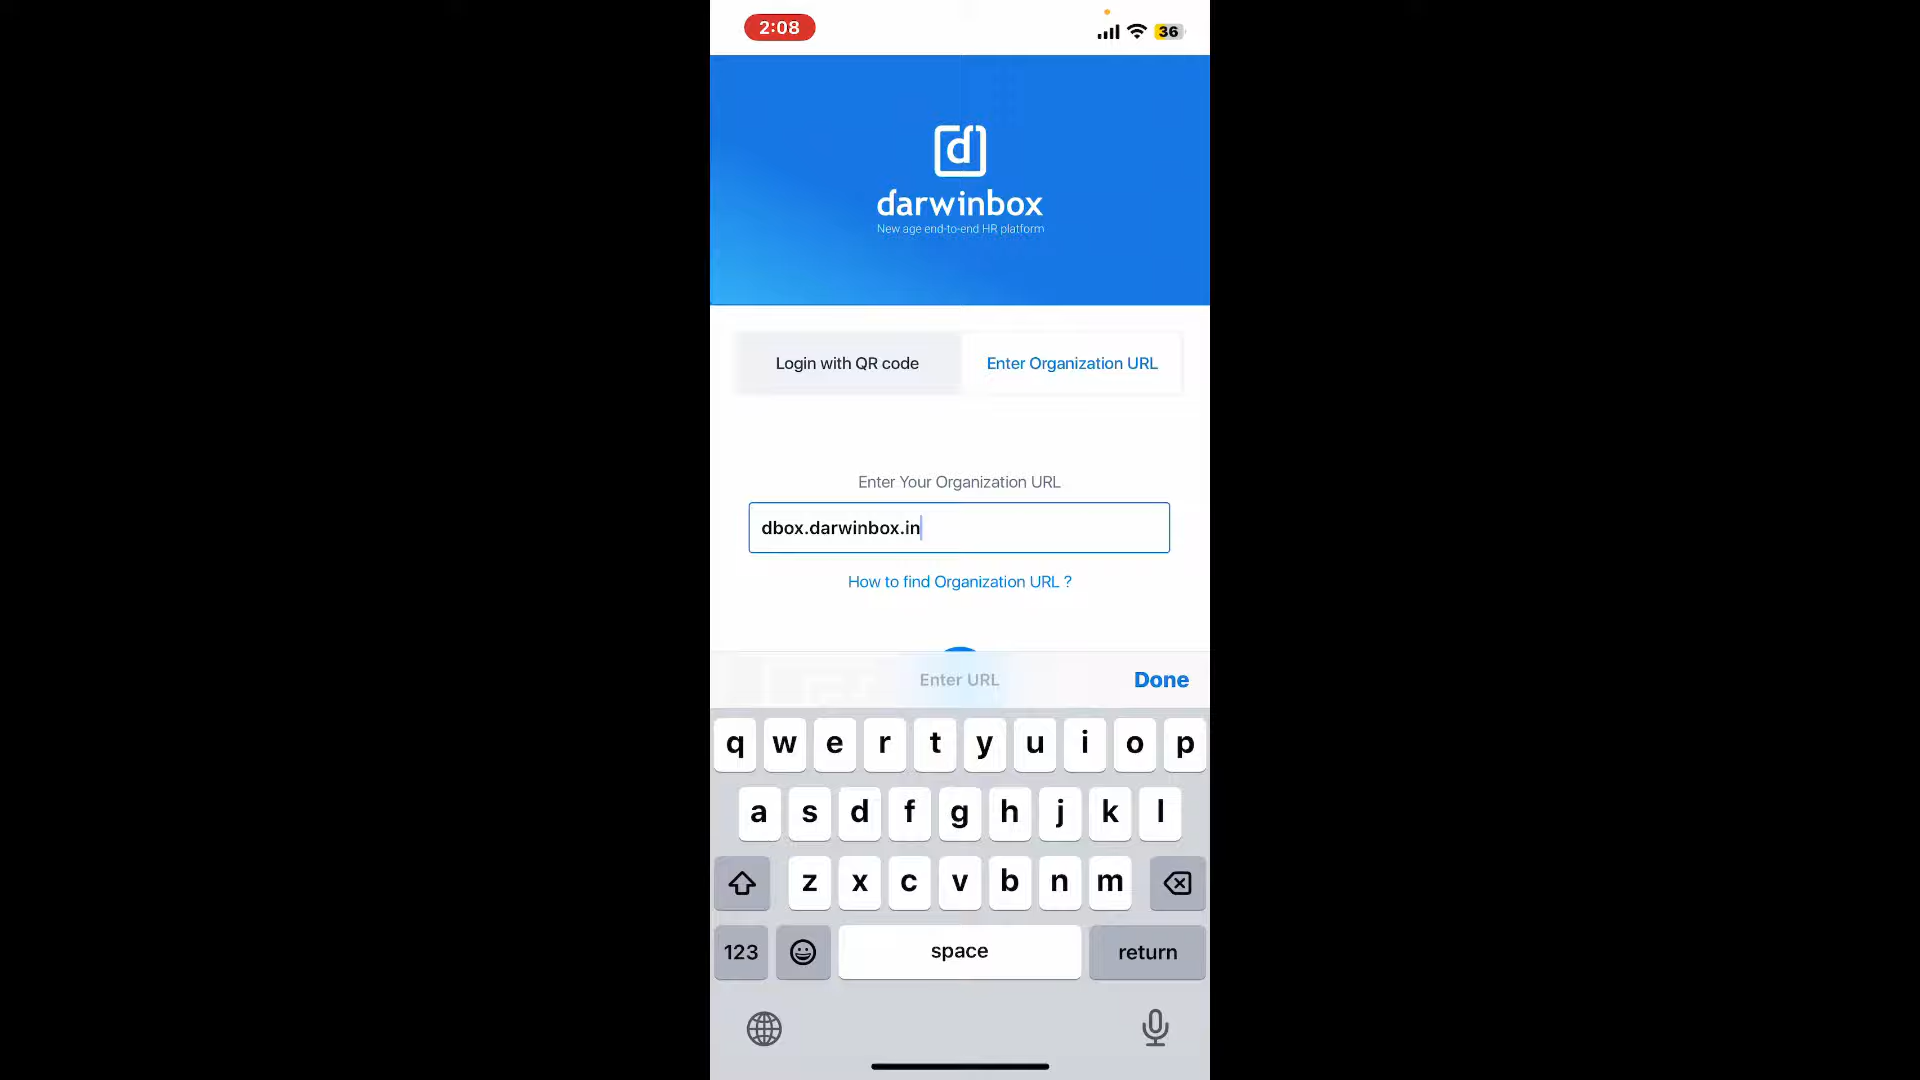 2:08
36
d
darwinbox
New age end-to-end HR platform
Login with QR code
Enter Organization URL
Enter Your Organization URL
dbox.darwinbox.in
How to find Organization URL ?
Enter URL
Done
q w e r t y u i o p
a s d f g h j k l
z x c v b n m
123
space
return